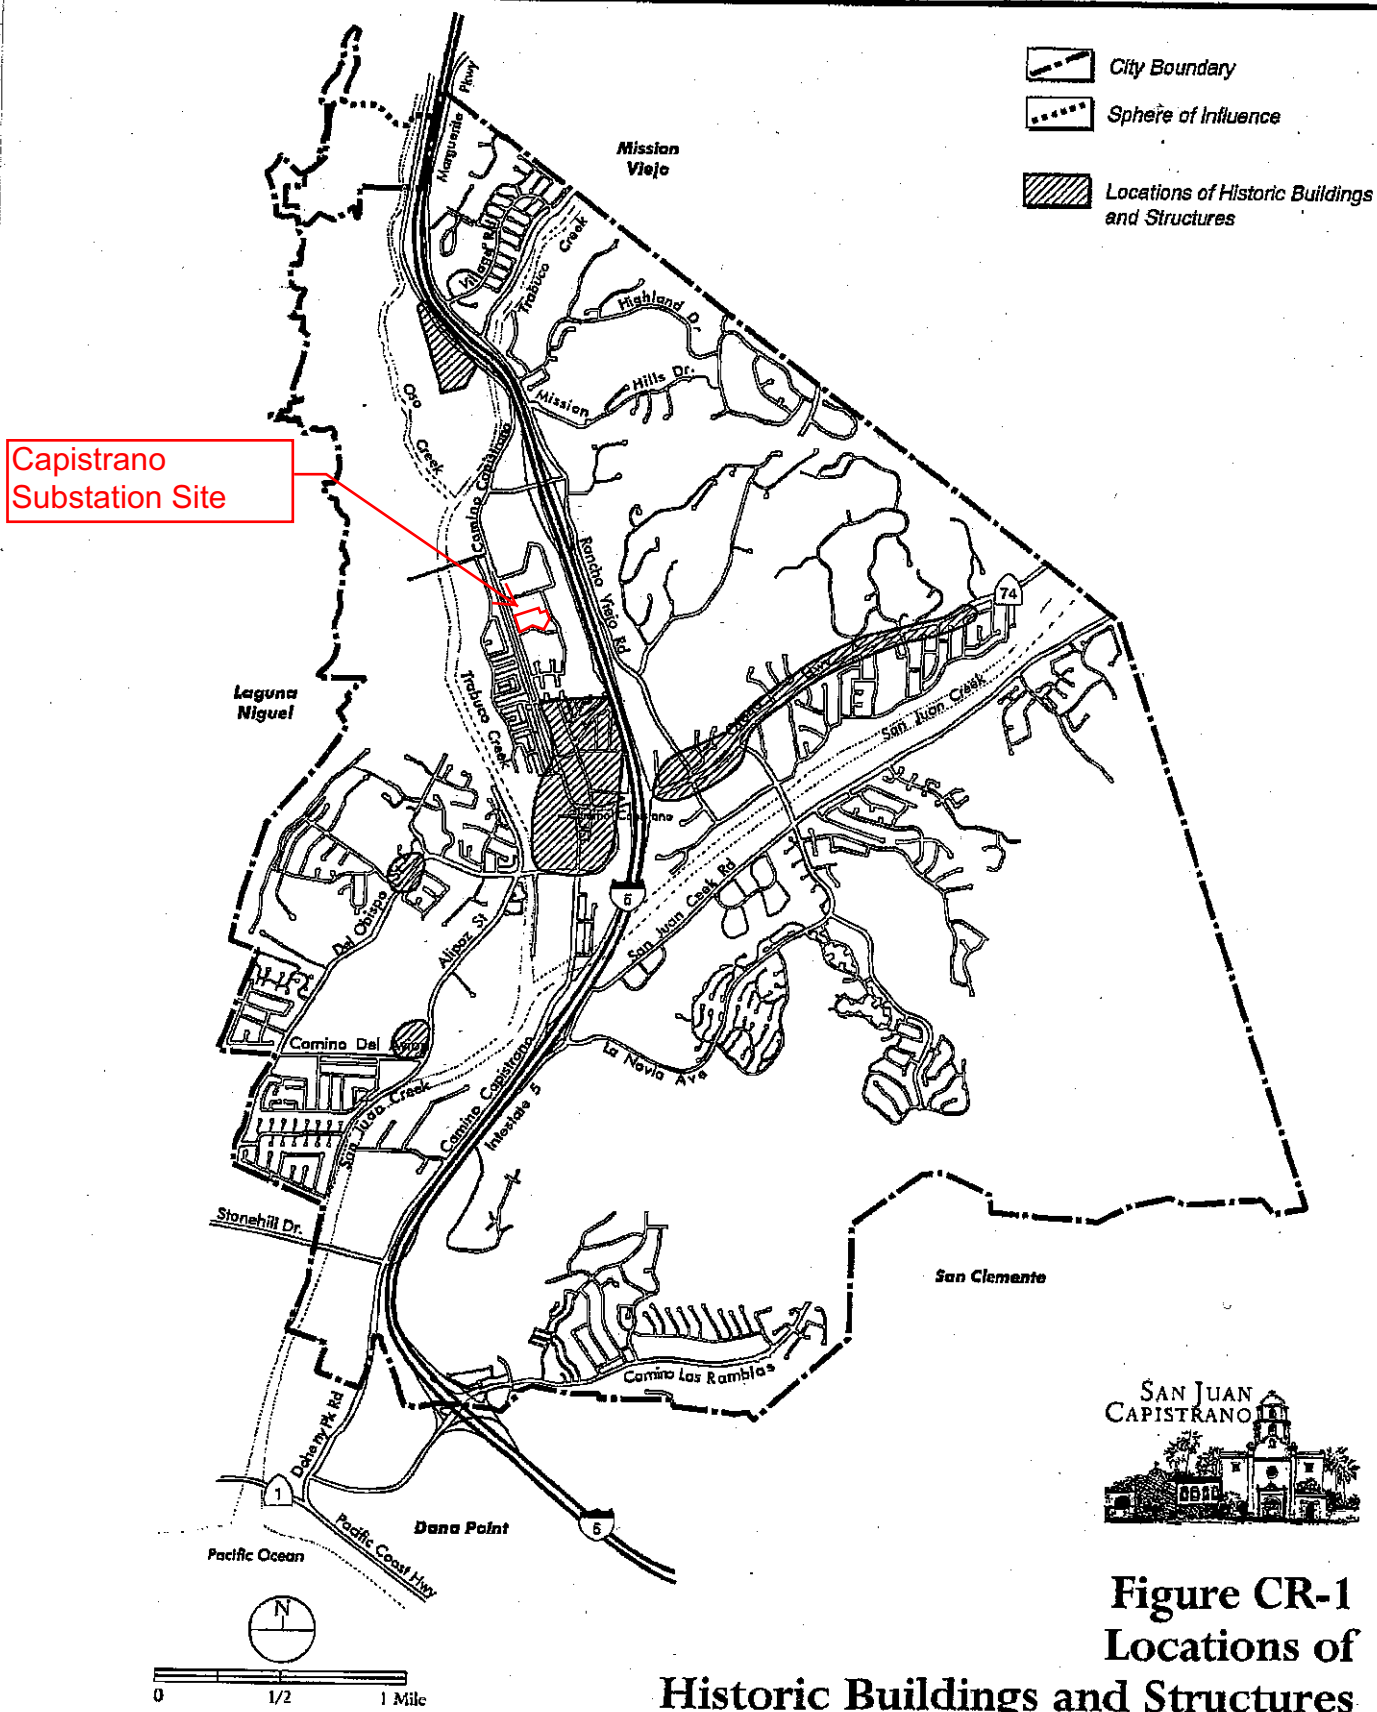 City Boundary
Sphere of Influence
Locations of Historic Buildings
and Structures
Mission
Viejo
Marguerite
Pkwy
Village Rd
Trabuco
Creek
Highland Dr.
Mission
Hills Dr.
Oso
Creek
Camino Capistrano
Capistrano
Substation Site
Rancho Viejo Rd
74
Hwy
San Juan Creek
Laguna
Niguel
Trabuco Creek
Del Obispo
Alipaz St
San Juan Creek Rd
Camino Del
La Novia Ave
San Juan Creek
Camino Capistrano
Intestate 5
Stonehill Dr.
San Clemente
Camino Las Ramblas
Doheny Pk Rd
1
Pacific Coast Hwy
Dana Point
5
Pacific Ocean
SAN JUAN
CAPISTRANO
N
0
1/2
1 Mile
Figure CR-1
Locations of
Historic Buildings and Structures